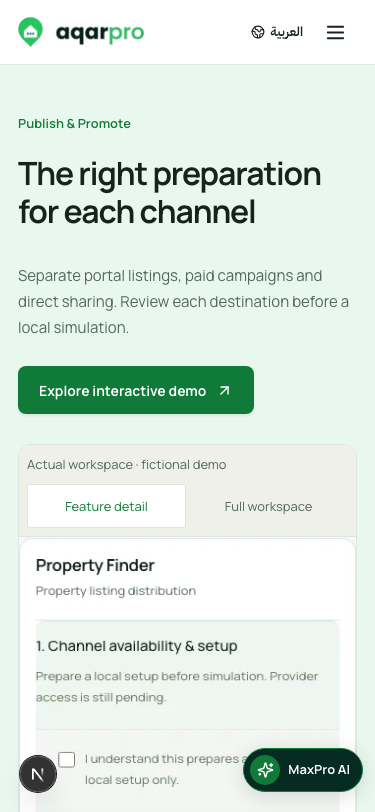 aqarpro
العربية
Publish & Promote
The right preparation
for each channel
Separate portal listings, paid campaigns and
direct sharing. Review each destination before a
local simulation.
Explore interactive demo
Actual workspace · fictional demo
Feature detail
Full workspace
Property Finder
Property listing distribution
1. Channel availability & setup
Prepare a local setup before simulation. Provider
access is still pending.
I understand this prepares a
local setup only.
N
MaxPro AI